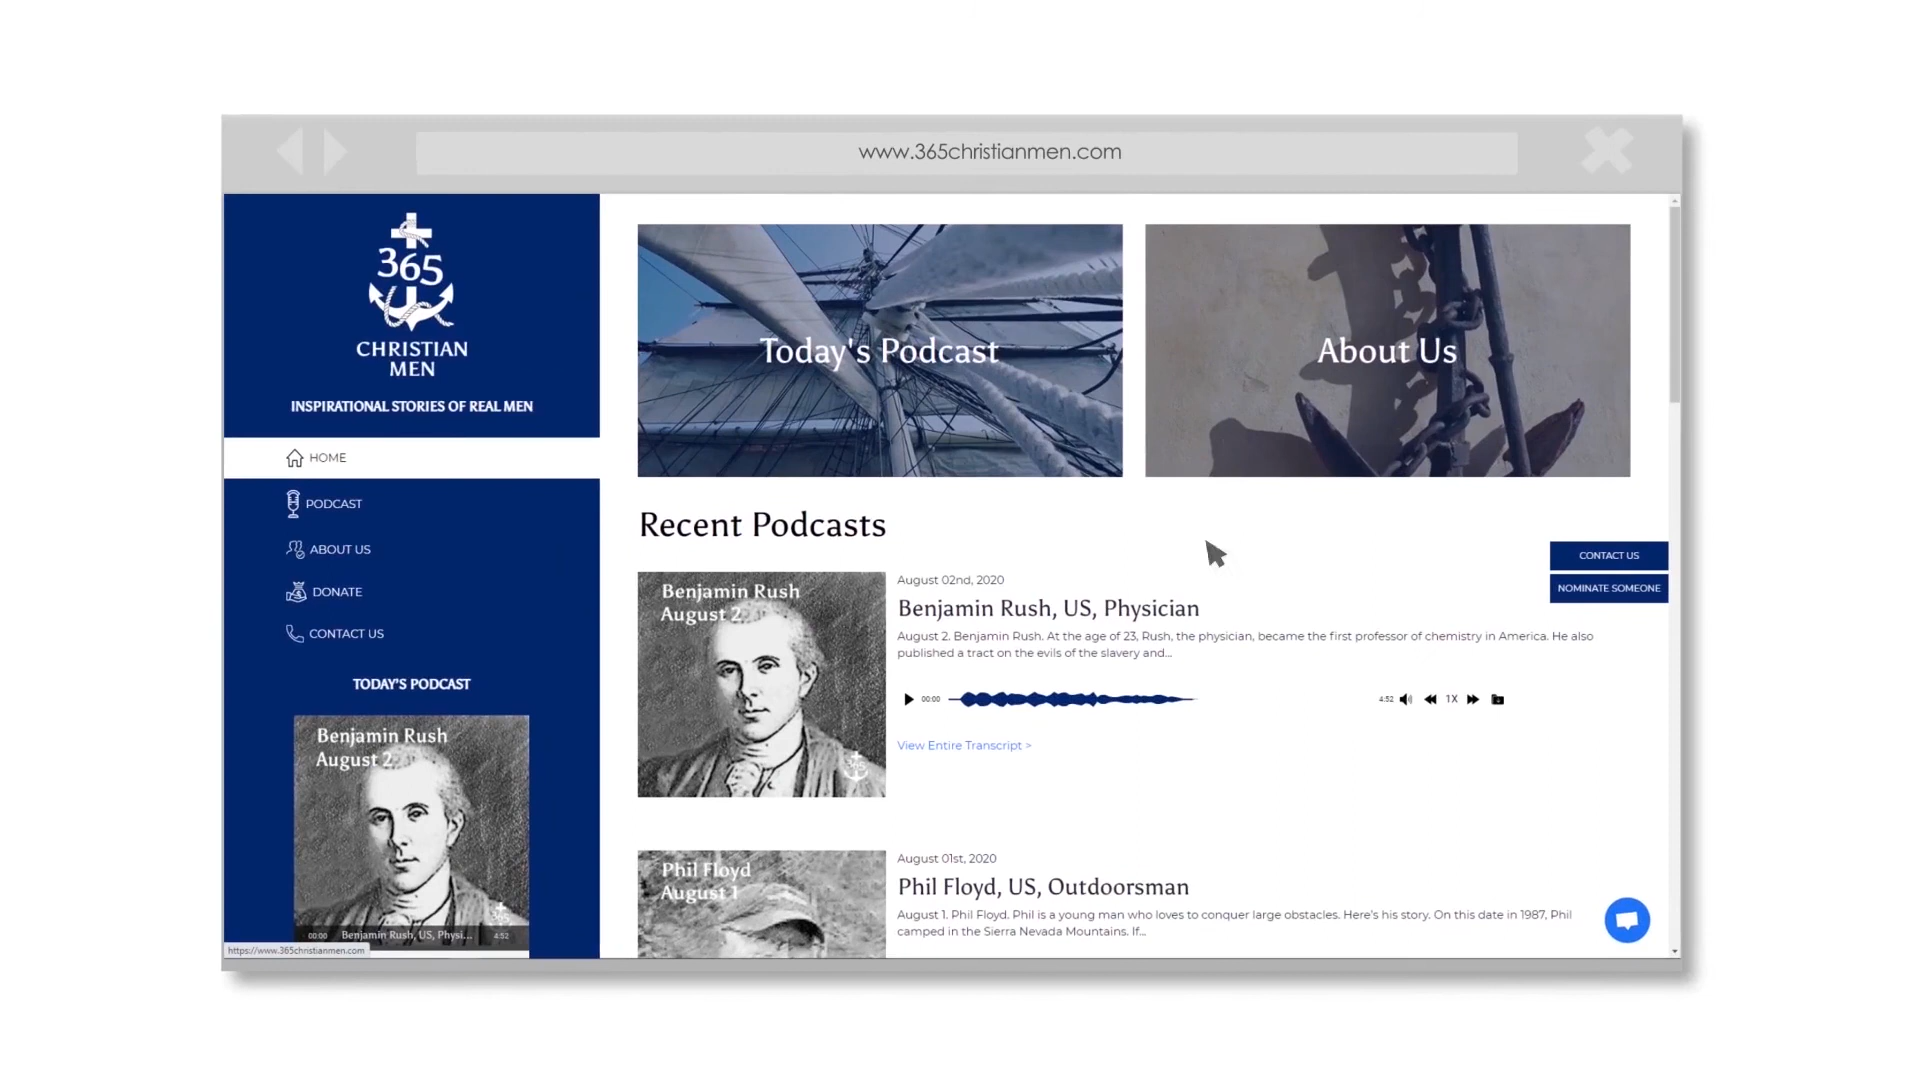 www.365christianmen.com
365
CHRISTIAN
MEN
INSPIRATIONAL STORIES OF REAL MEN
HOME
PODCAST
ABOUT US
DONATE
CONTACT US
TODAY'S PODCAST
Benjamin Rush
August 2
365
00:00 Benjamin Rush, US, Physi... 4:52
https://www.365christianmen.com
Today's Podcast
About Us
Recent Podcasts
CONTACT US
NOMINATE SOMEONE
Benjamin Rush
August 2
August 02nd, 2020
Benjamin Rush, US, Physician
August 2. Benjamin Rush. At the age of 23, Rush, the physician, became the first professor of chemistry in America. He also
published a tract on the evils of the slavery and...
00:00
4:52
1X
View Entire Transcript >
Phil Floyd
August 1
August 01st, 2020
Phil Floyd, US, Outdoorsman
August 1. Phil Floyd. Phil is a young man who loves to conquer large obstacles. Here's his story. On this date in 1987, Phil
camped in the Sierra Nevada Mountains. If...